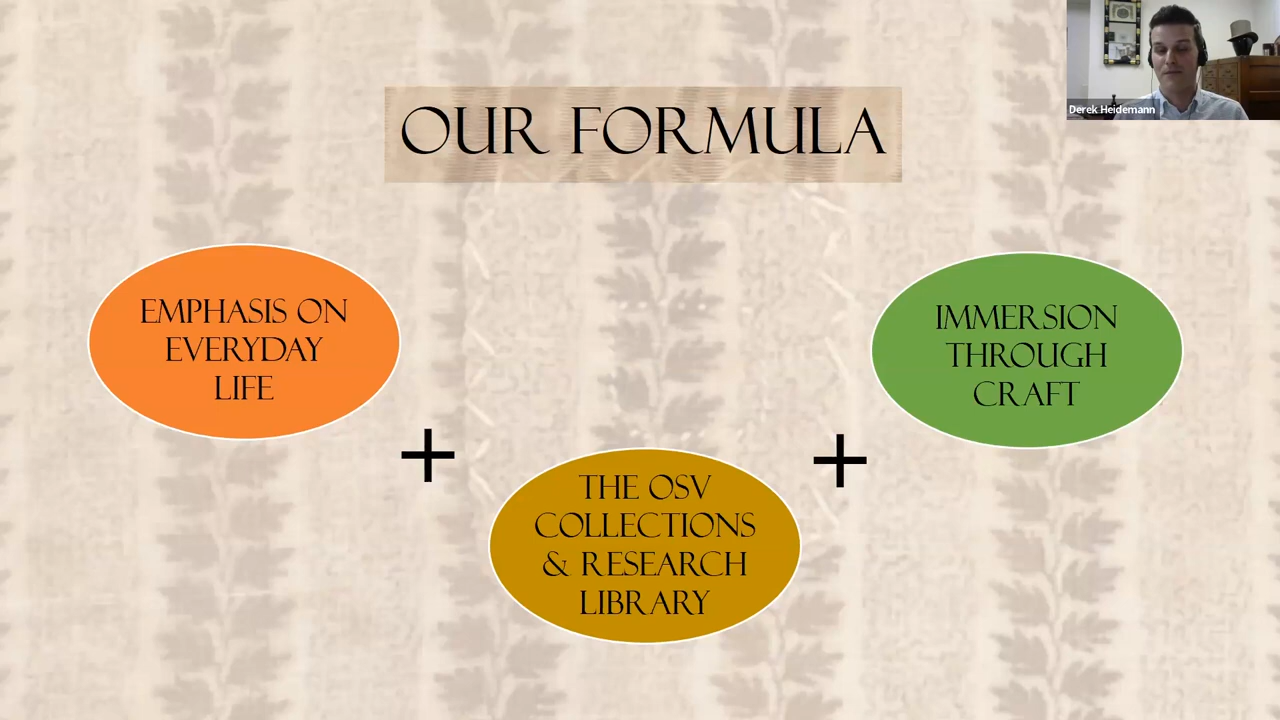 OUR FORMULA
Derek Heidemann
EMPHASIS ON
EVERYDAY
LIFE
+
THE OSV
COLLECTIONS
& RESEARCH
LIBRARY
+
IMMERSION
THROUGH
CRAFT